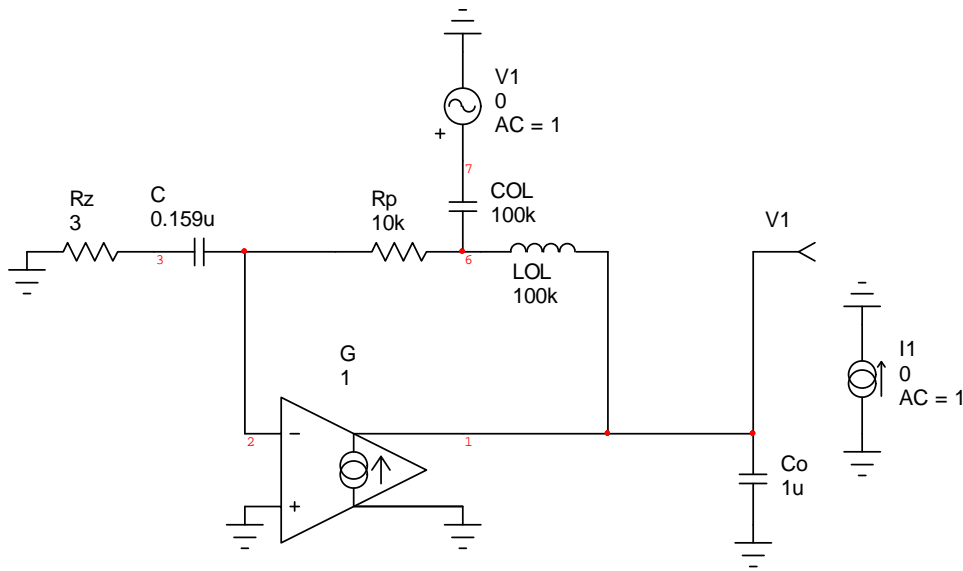 V1
0
AC = 1
+
7
Rz
3
C
0.159u
Rp
10k
COL
100k
V1
3
6
LOL
100k
G
1
I1
0
AC = 1
2
−
1
+
Co
1u